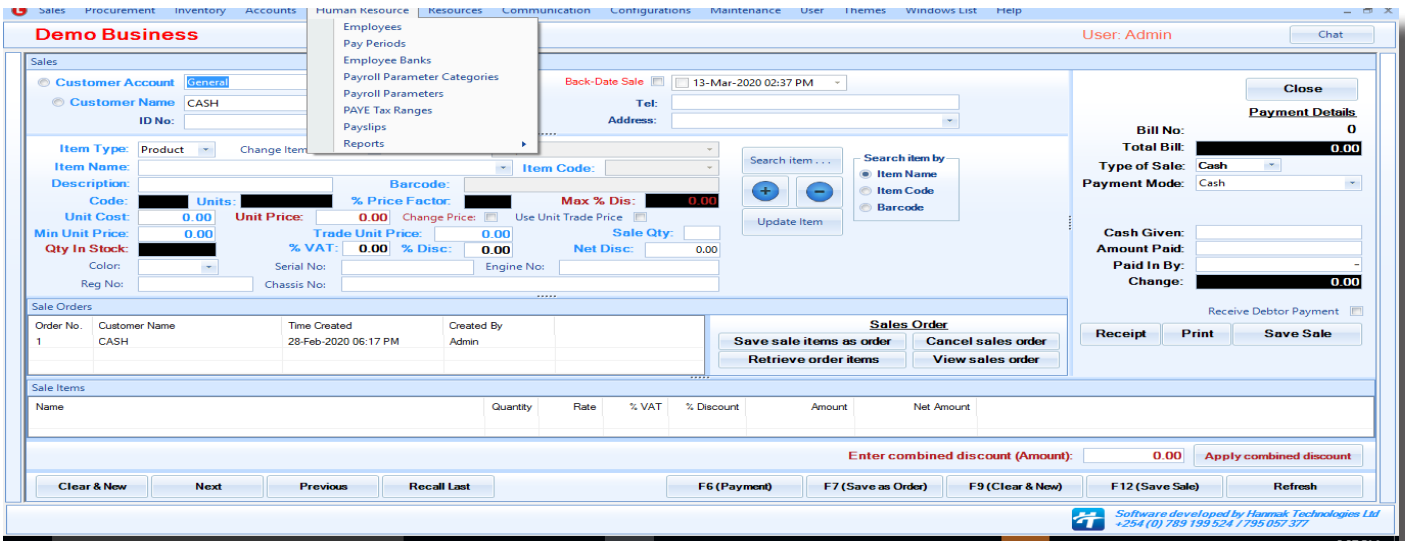 Sales Procurement Inventory Accounts Human Resource Resources Communication Configurations Maintenance User Themes Windows List Help
Demo Business
User: Admin
Chat
Employees
Pay Periods
Employee Banks
Payroll Parameter Categories
Payroll Parameters
PAYE Tax Ranges
Payslips
Reports
Sales
Customer Account General
Back-Date Sale 13-Mar-2020 02:37 PM
Customer Name CASH
Tel:
ID No:
Address:
Item Type: Product Change Item
Item Name:
Item Code:
Description:
Barcode:
Code: Units: % Price Factor: Max % Dis: 0.00
Unit Cost: 0.00 Unit Price: 0.00 Change Price: Use Unit Trade Price
Min Unit Price: 0.00 Trade Unit Price: 0.00 Sale Qty:
Qty In Stock: % VAT: 0.00 % Disc: 0.00 Net Disc: 0.00
Color: Serial No: Engine No:
Reg No: Chassis No:
Search item . . .
Update Item
Search item by
Item Name
Item Code
Barcode
Close
Payment Details
Bill No: 0
Total Bill: 0.00
Type of Sale: Cash
Payment Mode: Cash
Cash Given:
Amount Paid:
Paid In By:
Change: 0.00
Receive Debtor Payment
Receipt Print Save Sale
Sale Orders
Order No. Customer Name Time Created Created By
1 CASH 28-Feb-2020 06:17 PM Admin
Sales Order
Save sale items as order Cancel sales order
Retrieve order items View sales order
Sale Items
Name Quantity Rate % VAT % Discount Amount Net Amount
Enter combined discount (Amount): 0.00 Apply combined discount
Clear & New Next Previous Recall Last F6 (Payment) F7 (Save as Order) F9 (Clear & New) F12 (Save Sale) Refresh
Software developed by Hanmak Technologies Ltd
+254 (0) 789 199 524 / 795 057 377